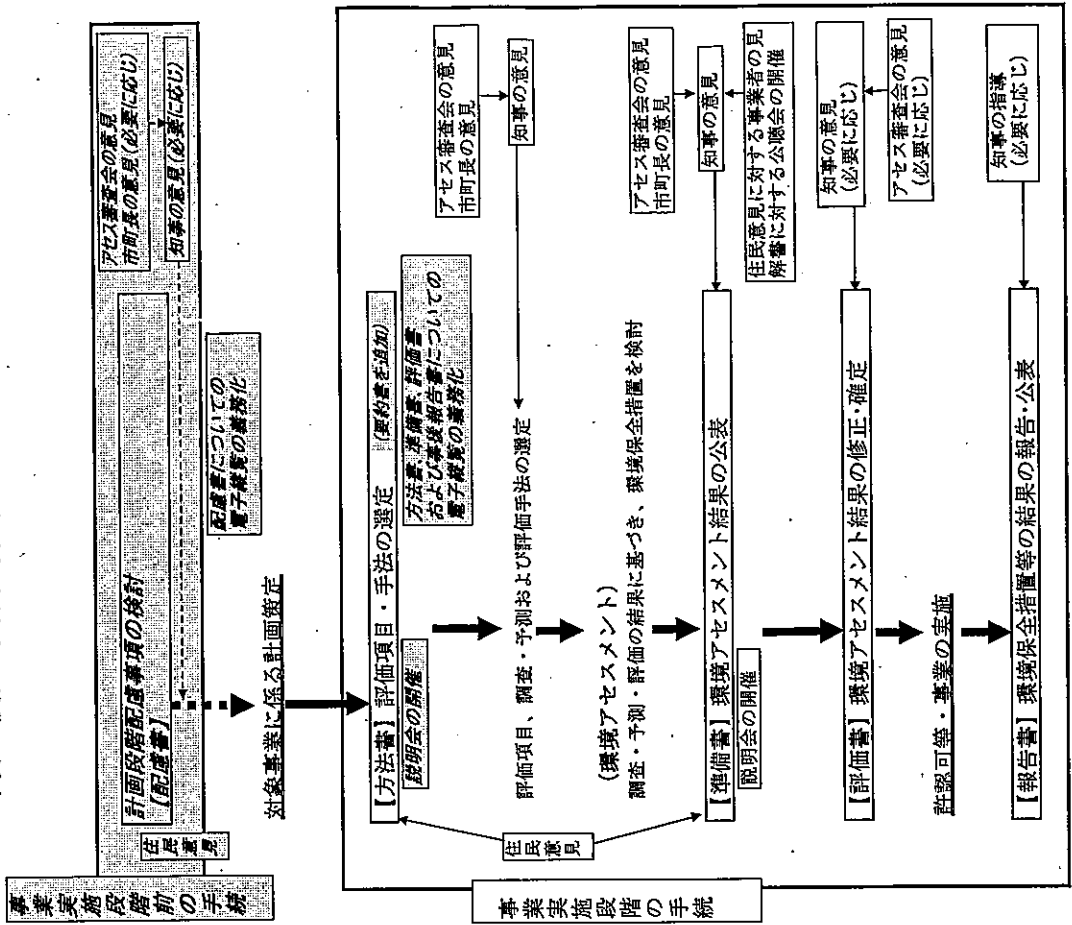 事業実施段階前の手続
住民意見
計画段階配慮事項の検討
【配慮書】
アセス審査会の意見
市町長の意見(必要に応じ)
知事の意見(必要に応じ)
配慮書についての
電子縦覧の義務化
対象事業に係る計画策定
事業実施段階の手続
住民意見
【方法書】評価項目・手法の選定 (要約書を追加)
説明会の開催
方法書、準備書、評価書
および事後報告書についての
電子縦覧の義務化
アセス審査会の意見
市町長の意見
知事の意見
評価項目、調査・予測および評価手法の選定
(環境アセスメント)
調査・予測・評価の結果に基づき、環境保全措置を検討
アセス審査会の意見
市町長の意見
知事の意見
【準備書】環境アセスメント結果の公表
説明会の開催
住民意見に対する事業者の見
解書に対する公聴会の開催
知事の意見
(必要に応じ)
【評価書】環境アセスメント結果の修正・確定
アセス審査会の意見
(必要に応じ)
許認可等・事業の実施
【報告書】環境保全措置等の結果の報告・公表
知事の指導
(必要に応じ)